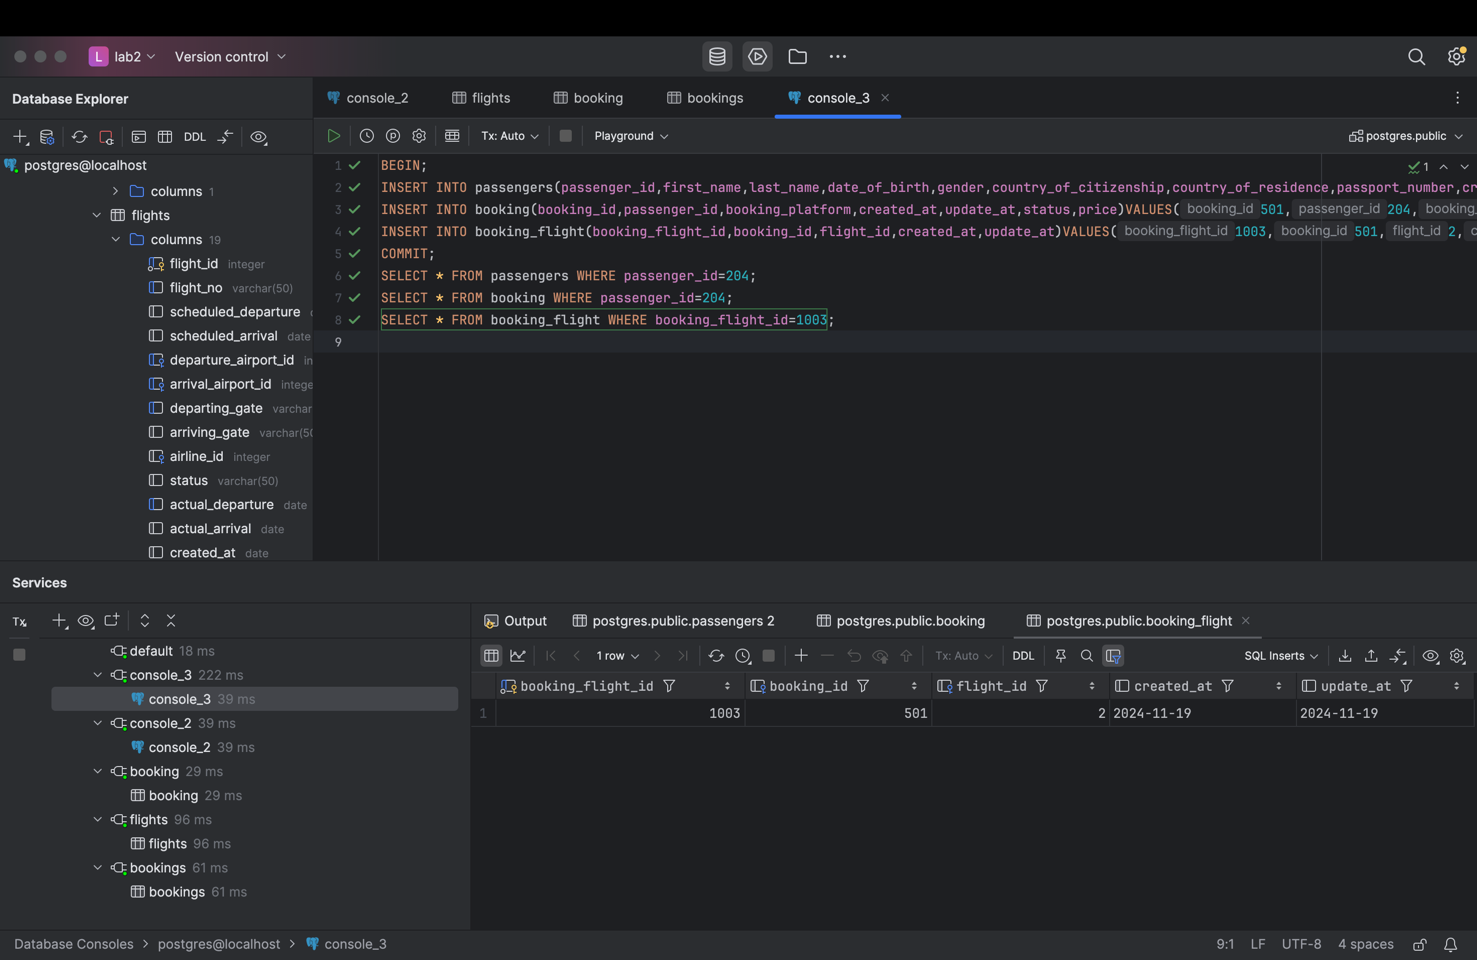 L lab2 Version control
Database Explorer
console_2 flights booking bookings console_3
DDL Tx: Auto Playground postgres.public
postgres@localhost
columns 1
flights
columns 19
flight_id integer
flight_no varchar(50)
scheduled_departure
scheduled_arrival date
departure_airport_id in
arrival_airport_id intege
departing_gate varchar
arriving_gate varchar(50
airline_id integer
status varchar(50)
actual_departure date
actual_arrival date
created_at date
1 BEGIN;
2 INSERT INTO passengers(passenger_id,first_name,last_name,date_of_birth,gender,country_of_citizenship,country_of_residence,passport_number,cr
3 INSERT INTO booking(booking_id,passenger_id,booking_platform,created_at,update_at,status,price)VALUES( booking_id 501, passenger_id 204, booking_
4 INSERT INTO booking_flight(booking_flight_id,booking_id,flight_id,created_at,update_at)VALUES( booking_flight_id 1003, booking_id 501, flight_id 2, c
5 COMMIT;
6 SELECT * FROM passengers WHERE passenger_id=204;
7 SELECT * FROM booking WHERE passenger_id=204;
8 SELECT * FROM booking_flight WHERE booking_flight_id=1003;
9
1
Services
Tx
default 18 ms
console_3 222 ms
console_3 39 ms
console_2 39 ms
console_2 39 ms
booking 29 ms
booking 29 ms
flights 96 ms
flights 96 ms
bookings 61 ms
bookings 61 ms
Output postgres.public.passengers 2 postgres.public.booking postgres.public.booking_flight
1 row Tx: Auto DDL SQL Inserts
booking_flight_id booking_id flight_id created_at update_at
1 1003 501 2 2024-11-19 2024-11-19
Database Consoles > postgres@localhost > console_3
9:1 LF UTF-8 4 spaces